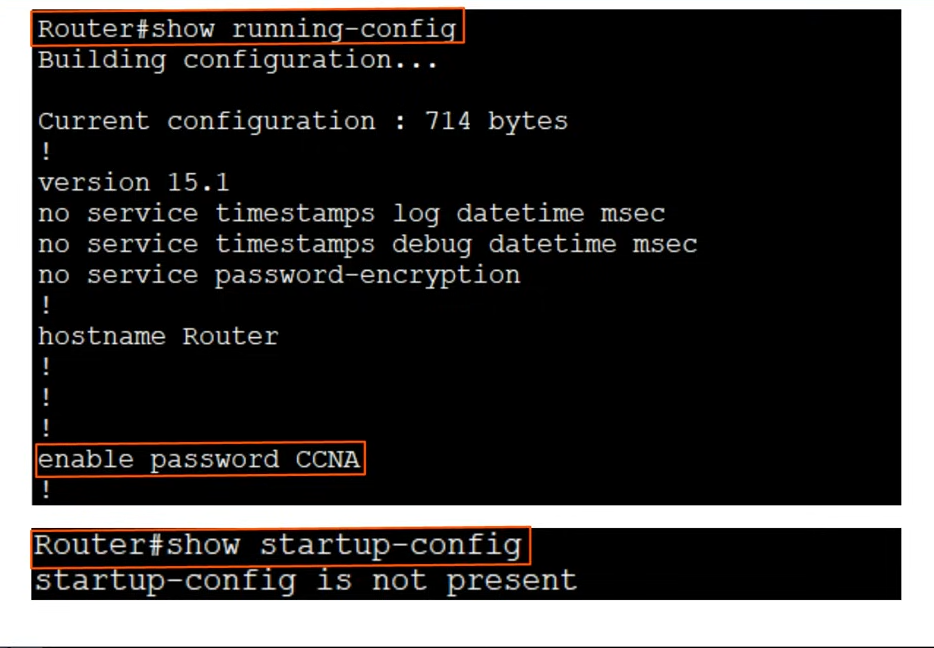 Router#show running-config
Building configuration...
Current configuration : 714 bytes
!
version 15.1
no service timestamps log datetime msec
no service timestamps debug datetime msec
no service password-encryption
!
hostname Router
!
!
!
enable password CCNA
!
Router#show startup-config
startup-config is not present